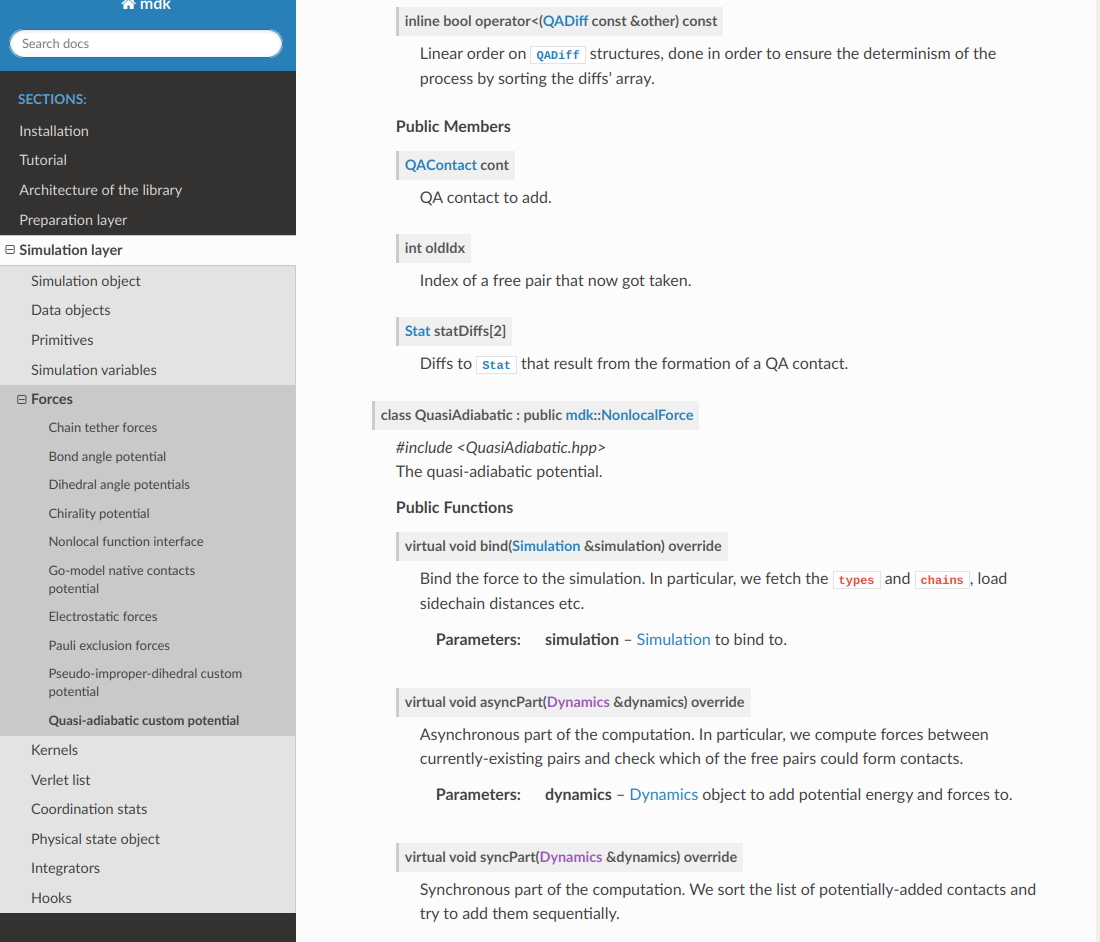 mdk
Search docs
SECTIONS:
Installation
Tutorial
Architecture of the library
Preparation layer
Simulation layer
Simulation object
Data objects
Primitives
Simulation variables
Forces
Chain tether forces
Bond angle potential
Dihedral angle potentials
Chirality potential
Nonlocal function interface
Go-model native contacts
potential
Electrostatic forces
Pauli exclusion forces
Pseudo-improper-dihedral custom
potential
Quasi-adiabatic custom potential
Kernels
Verlet list
Coordination stats
Physical state object
Integrators
Hooks
inline bool operator<(QADiff const &other) const
Linear order on QADiff structures, done in order to ensure the determinism of the
process by sorting the diffs’ array.
Public Members
QAContact cont
QA contact to add.
int oldIdx
Index of a free pair that now got taken.
Stat statDiffs[2]
Diffs to Stat that result from the formation of a QA contact.
class QuasiAdiabatic : public mdk::NonlocalForce
#include <QuasiAdiabatic.hpp>
The quasi-adiabatic potential.
Public Functions
virtual void bind(Simulation &simulation) override
Bind the force to the simulation. In particular, we fetch the types and chains, load
sidechain distances etc.
Parameters: simulation – Simulation to bind to.
virtual void asyncPart(Dynamics &dynamics) override
Asynchronous part of the computation. In particular, we compute forces between
currently-existing pairs and check which of the free pairs could form contacts.
Parameters: dynamics – Dynamics object to add potential energy and forces to.
virtual void syncPart(Dynamics &dynamics) override
Synchronous part of the computation. We sort the list of potentially-added contacts and
try to add them sequentially.